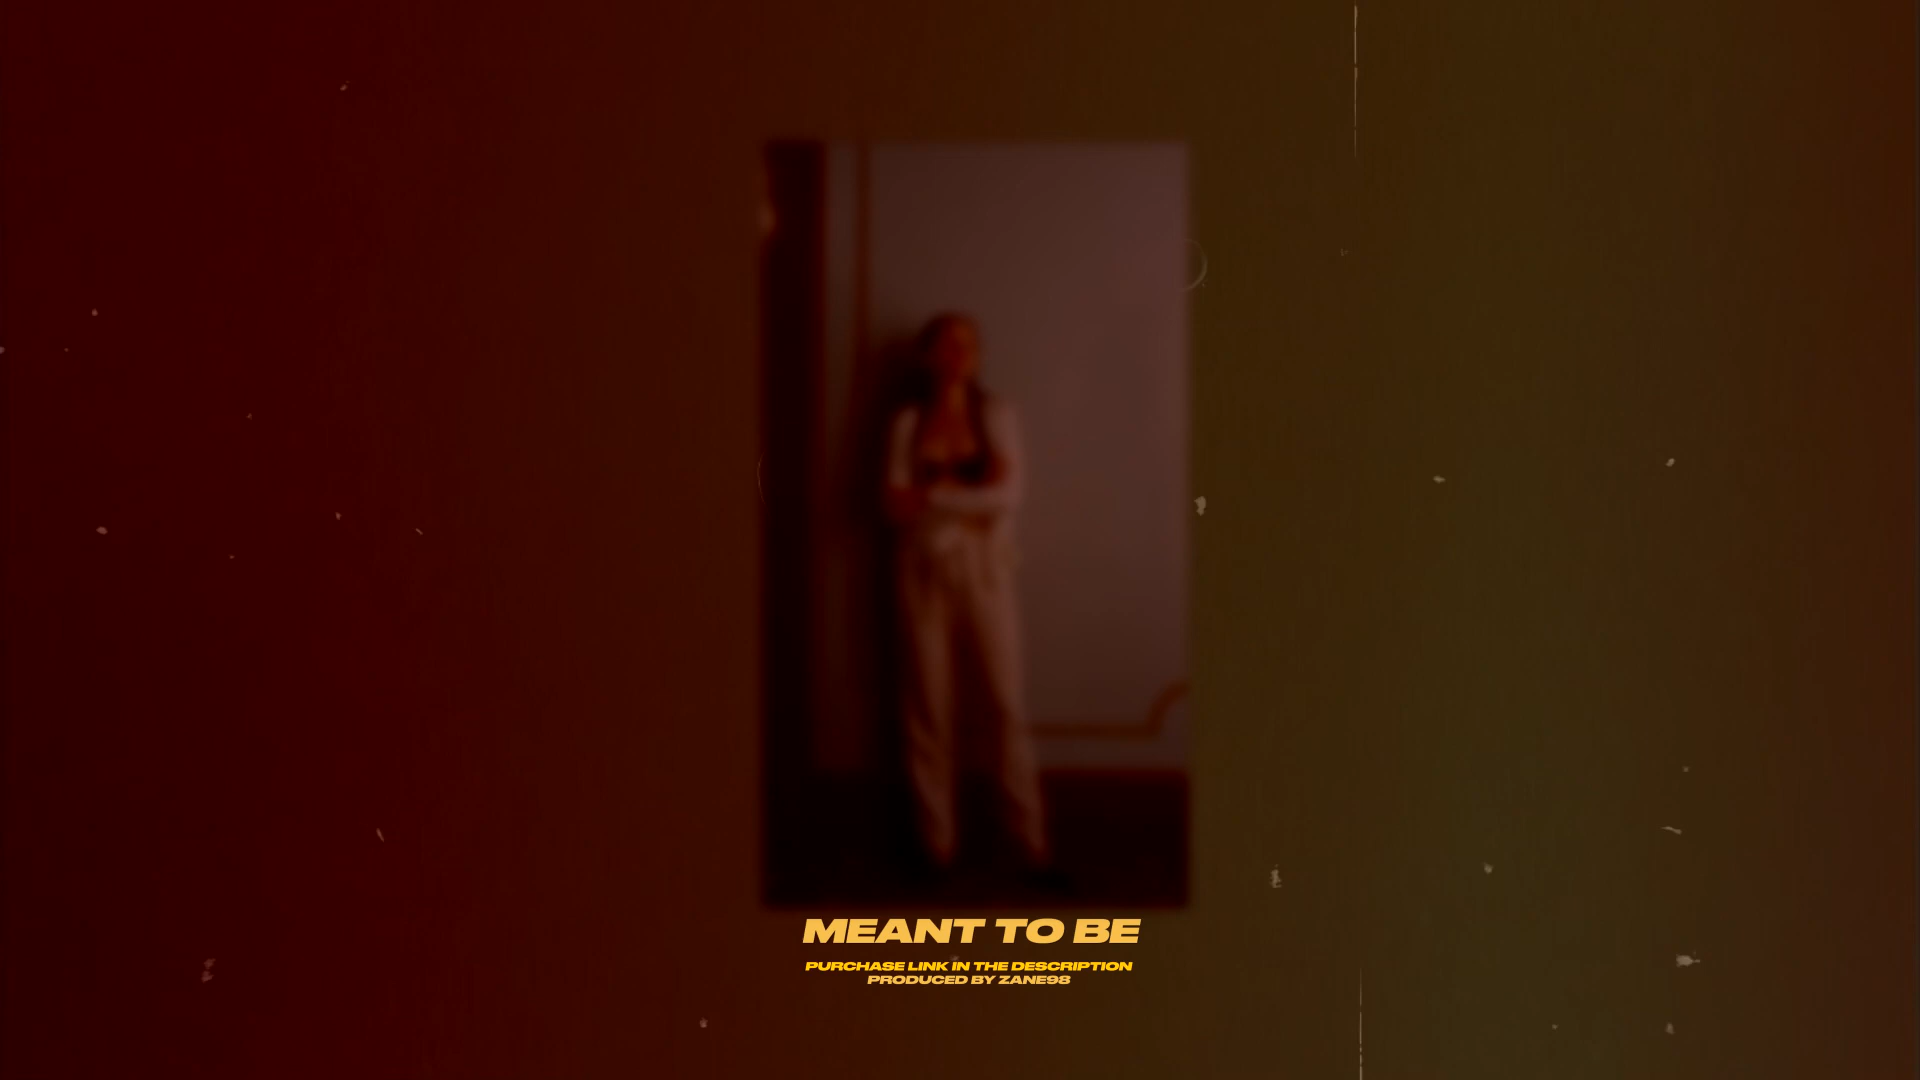 MEANT TO BE
PURCHASE LINK IN THE DESCRIPTION
PRODUCED BY ZANE98